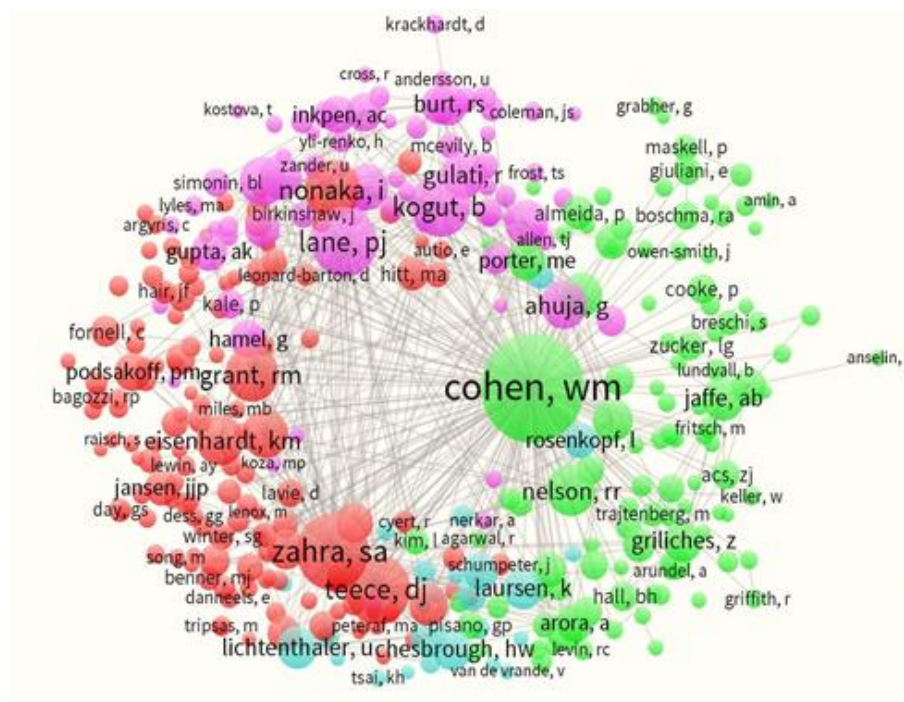 krackhardt, d
cross, r
andersson, u
kostova, t
inkpen, ac
burt, rs
coleman, js
grabher, g
yli-renko, h
mcevily, b
maskell, p
zander, u
gulati, r
frost, ts
giuliani, e
simonin, bl
nonaka, i
lyles, ma
birkinshaw, j
kogut, b
almeida, p
boschma, ra
amin, a
argyris, c
gupta, ak
lane, pj
autio, e
allen, tj
owen-smith, j
leonard-barton, d
hitt, ma
porter, me
hair, jf
kale, p
ahuja, g
cooke, p
fornell, c
hamel, g
breschi, s
zucker, lg
podsakoff, pm
grant, rm
cohen, wm
lundvall, b
anselin,
bagozzi, rp
jaffe, ab
miles, mb
raisch, s
eisenhardt, km
rosenkopf, l
fritsch, m
lewin, ay
koza, mp
jansen, jjp
lavie, d
nelson, rr
acs, zj
keller, w
day, gs
dess, gg
lenox, m
cyert, r
nerkar, a
trajtenberg, m
winter, sg
zahra, sa
kim, l
agarwal, r
griliches, z
song, m
schumpeter, j
benner, mj
teece, dj
laursen, k
arundel, a
danneels, e
hall, bh
griffith, r
tripsas, m
peteraf, ma
pisano, gp
arora, a
lichtenthaler, u
chesbrough, hw
levin, rc
tsai, kh
van de vrande, v